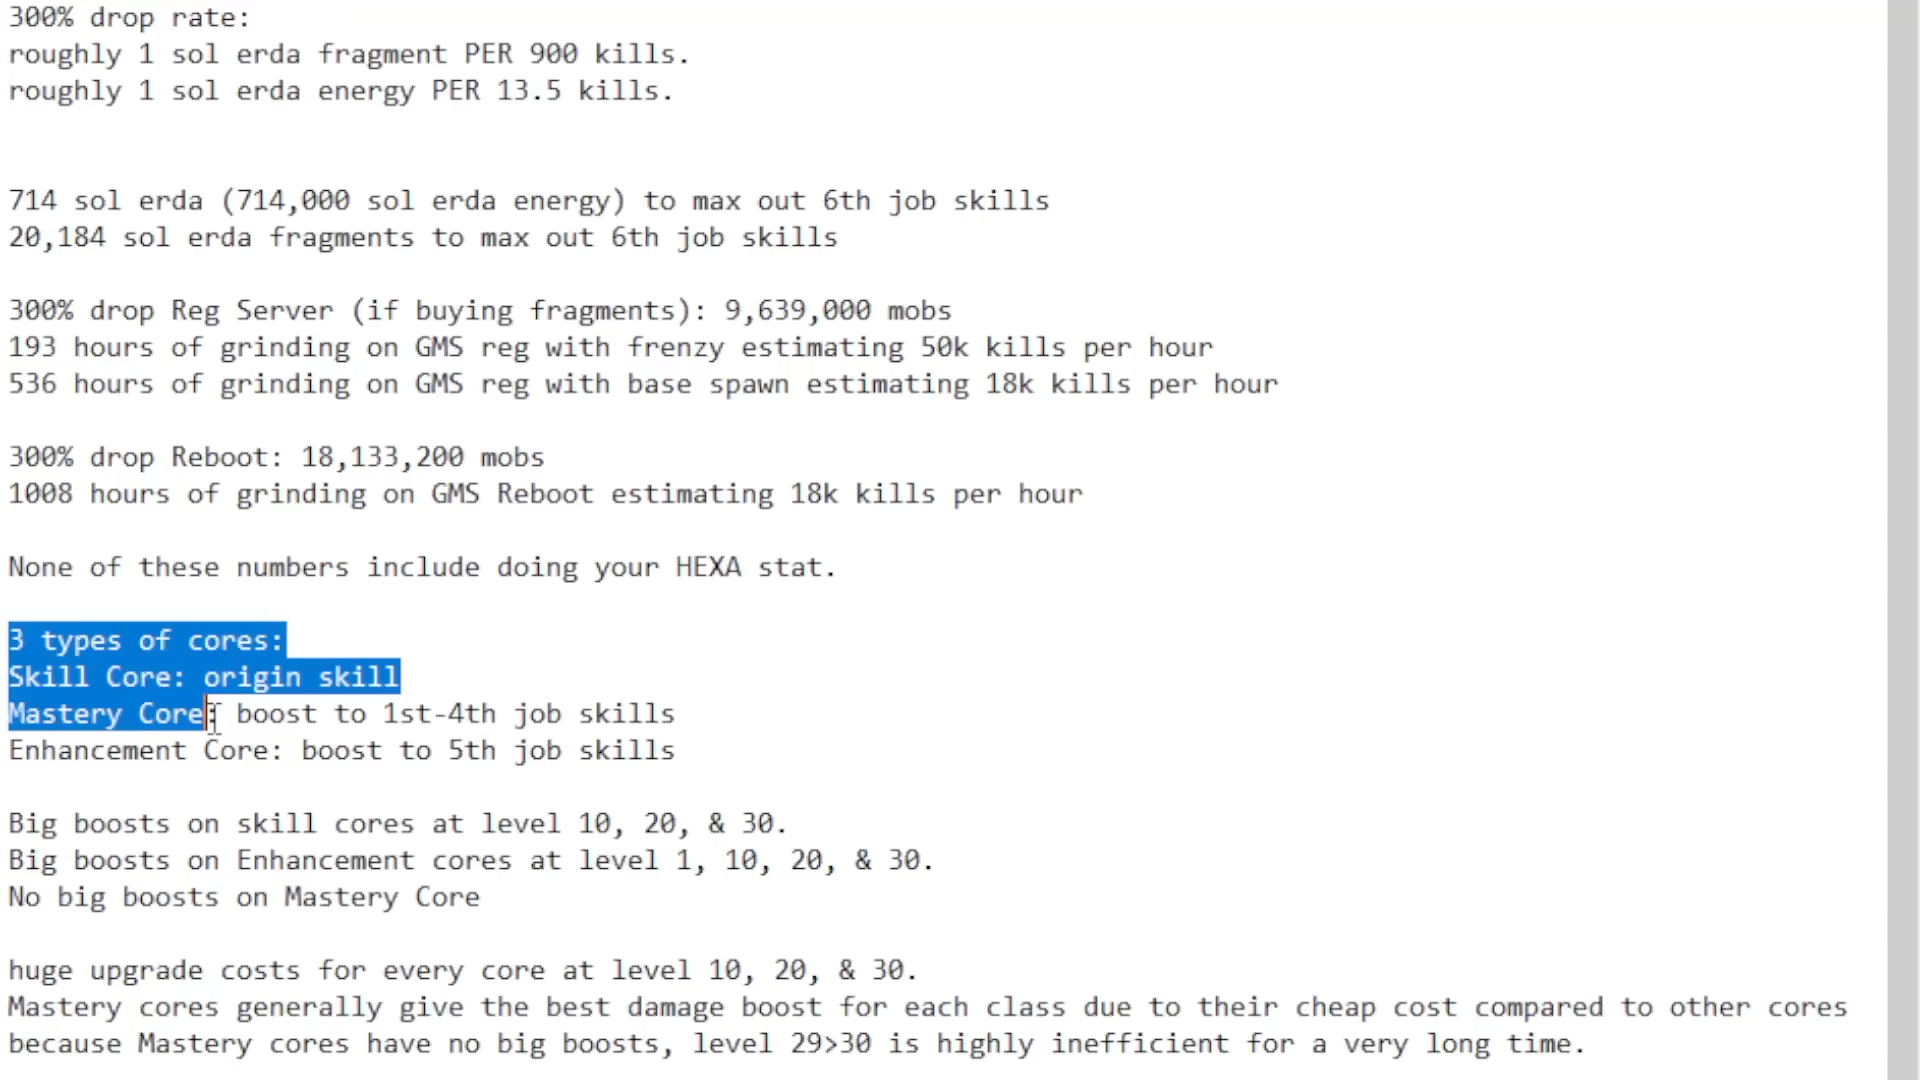 300% drop rate:
roughly 1 sol erda fragment PER 900 kills.
roughly 1 sol erda energy PER 13.5 kills.
714 sol erda (714,000 sol erda energy) to max out 6th job skills
20,184 sol erda fragments to max out 6th job skills
300% drop Reg Server (if buying fragments): 9,639,000 mobs
193 hours of grinding on GMS reg with frenzy estimating 50k kills per hour
536 hours of grinding on GMS reg with base spawn estimating 18k kills per hour
300% drop Reboot: 18,133,200 mobs
1008 hours of grinding on GMS Reboot estimating 18k kills per hour
None of these numbers include doing your HEXA stat.
3 types of cores:
Skill Core: origin skill
Mastery Core: boost to 1st-4th job skills
Enhancement Core: boost to 5th job skills
Big boosts on skill cores at level 10, 20, & 30.
Big boosts on Enhancement cores at level 1, 10, 20, & 30.
No big boosts on Mastery Core
huge upgrade costs for every core at level 10, 20, & 30.
Mastery cores generally give the best damage boost for each class due to their cheap cost compared to other cores
because Mastery cores have no big boosts, level 29>30 is highly inefficient for a very long time.